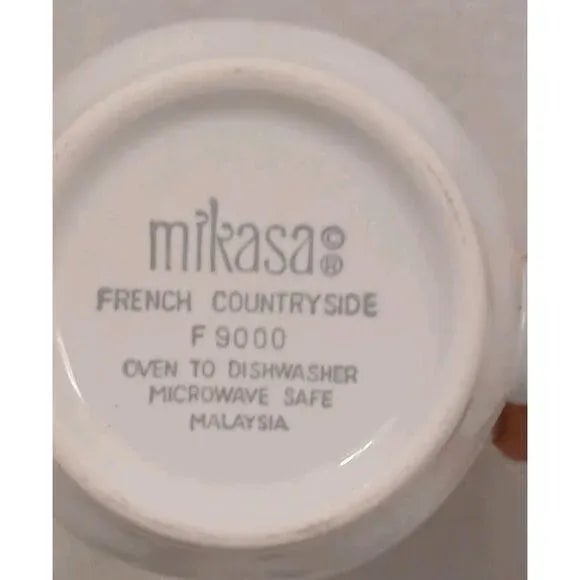 mikasa©®
FRENCH COUNTRYSIDE
F 9000
OVEN TO DISHWASHER
MICROWAVE SAFE
MALAYSIA